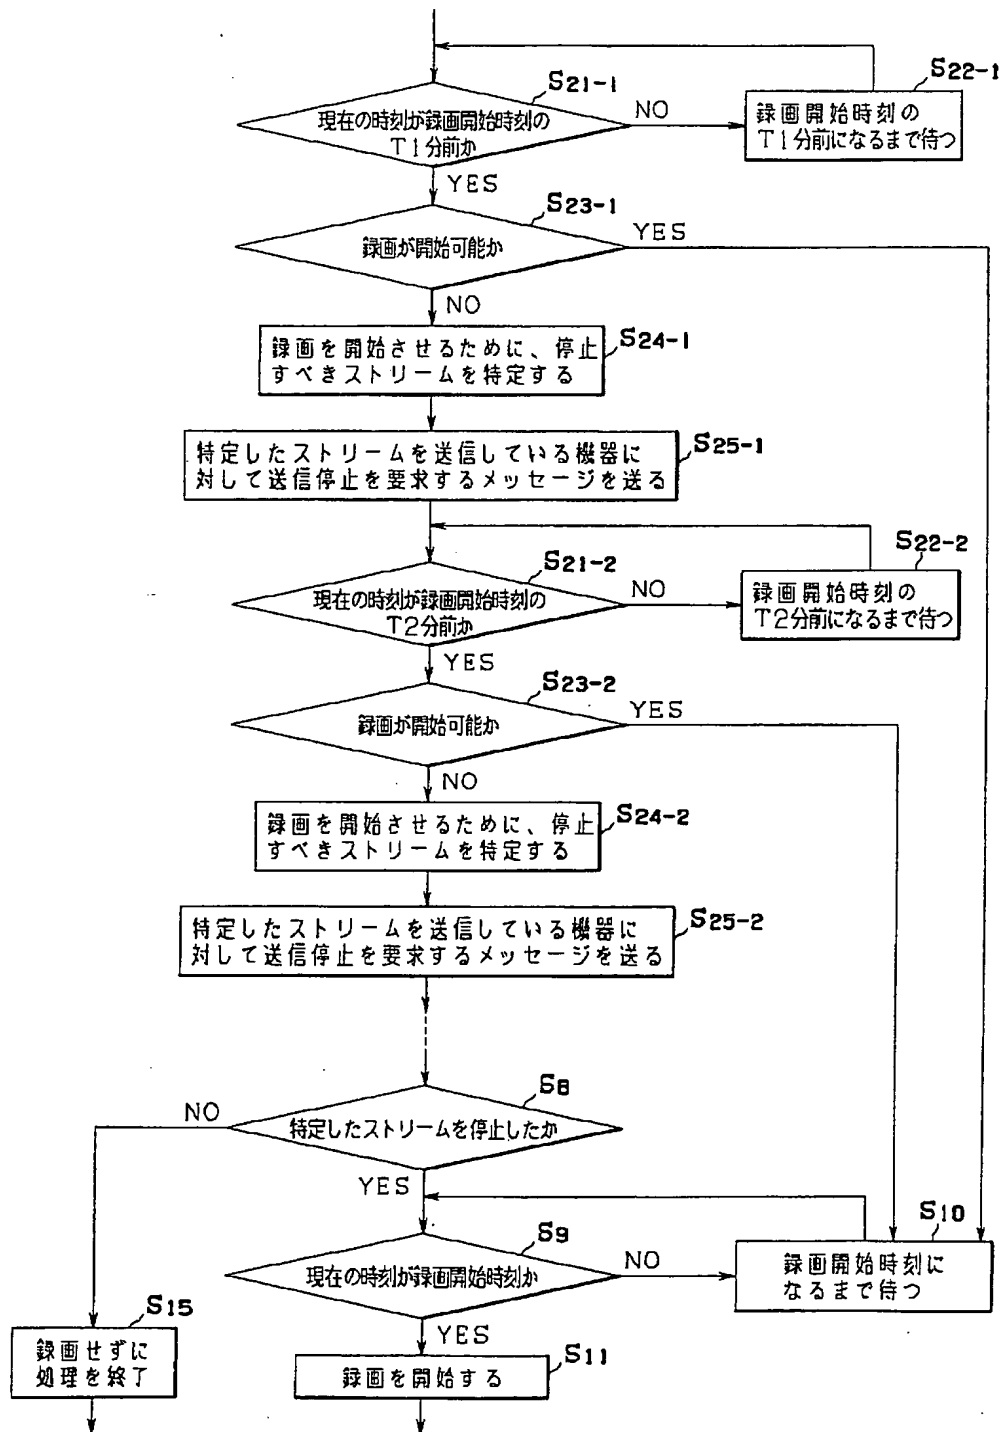 S21-1
現在の時刻が録画開始時刻の
T1分前か
NO
S22-1
録画開始時刻の
T1分前になるまで待つ
YES
S23-1
録画が開始可能か
YES
NO
S24-1
録画を開始させるために、停止
すべきストリームを特定する
S25-1
特定したストリームを送信している機器に
対して送信停止を要求するメッセージを送る
S21-2
現在の時刻が録画開始時刻の
T2分前か
NO
S22-2
録画開始時刻の
T2分前になるまで待つ
YES
S23-2
録画が開始可能か
YES
NO
S24-2
録画を開始させるために、停止
すべきストリームを特定する
S25-2
特定したストリームを送信している機器に
対して送信停止を要求するメッセージを送る
S8
特定したストリームを停止したか
NO
YES
S9
現在の時刻が録画開始時刻か
NO
S10
録画開始時刻に
なるまで待つ
YES
S15
録画せずに
処理を終了
S11
録画を開始する